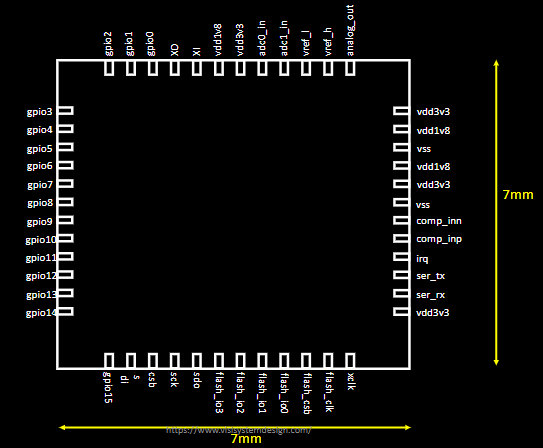 gpio2
gpio1
gpio0
XO
XI
vdd1v8
vdd3v3
adc0_in
adc1_in
vref_l
vref_h
analog_out
gpio3
gpio4
gpio5
gpio6
gpio7
gpio8
gpio9
gpio10
gpio11
gpio12
gpio13
gpio14
vdd3v3
vdd1v8
vss
vdd1v8
vdd3v3
vss
comp_inn
comp_inp
irq
ser_tx
ser_rx
vdd3v3
7mm
gpio15
s
di
csb
sck
sdo
flash_io3
flash_io2
flash_io1
flash_io0
flash_csb
flash_clk
xclk
https://www.vlsisystemdesign.com/
7mm